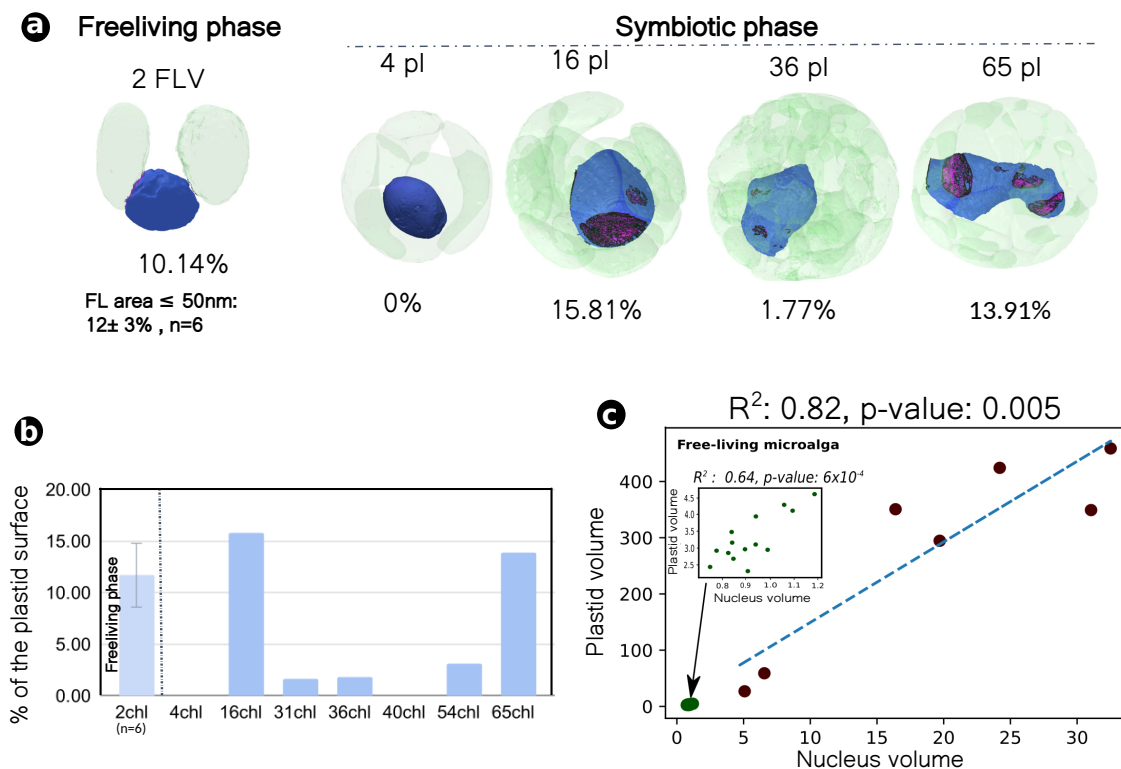 a Freeliving phase Symbiotic phase
2 FLV 4 pl 16 pl 36 pl 65 pl
10.14% 0% 15.81% 1.77% 13.91%
FL area ≤ 50nm:
12± 3% , n=6
b
% of the plastid surface
20.00
15.00
10.00
5.00
0.00
Freeliving phase
2chl 4chl 16chl 31chl 36chl 40chl 54chl 65chl
(n=6)
c
R²: 0.82, p-value: 0.005
Plastid volume
400
300
200
100
0
0 5 10 15 20 25 30
Nucleus volume
Free-living microalga
R² : 0.64, p-value: 6x10⁻⁴
Plastid volume
4.5
4.0
3.5
3.0
2.5
0.8 0.9 1.0 1.1 1.2
Nucleus volume